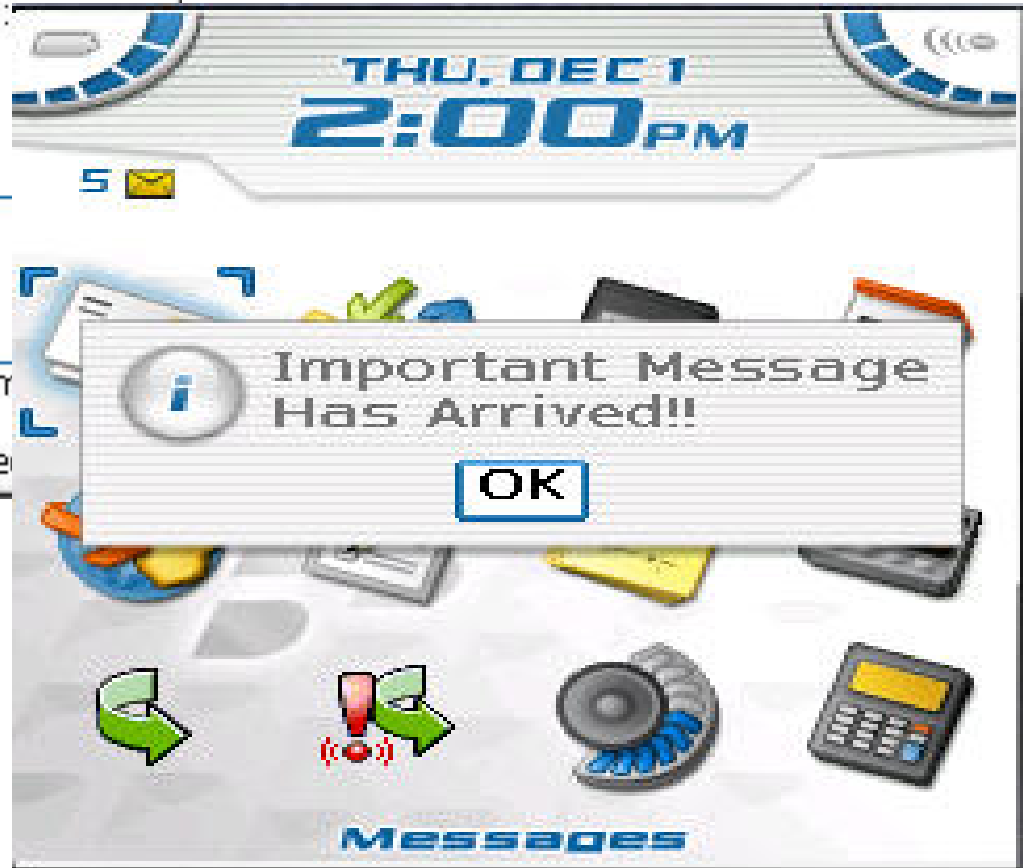 THU, DEC 1
2:00PM
5
Important Message
Has Arrived!!
OK
Messages